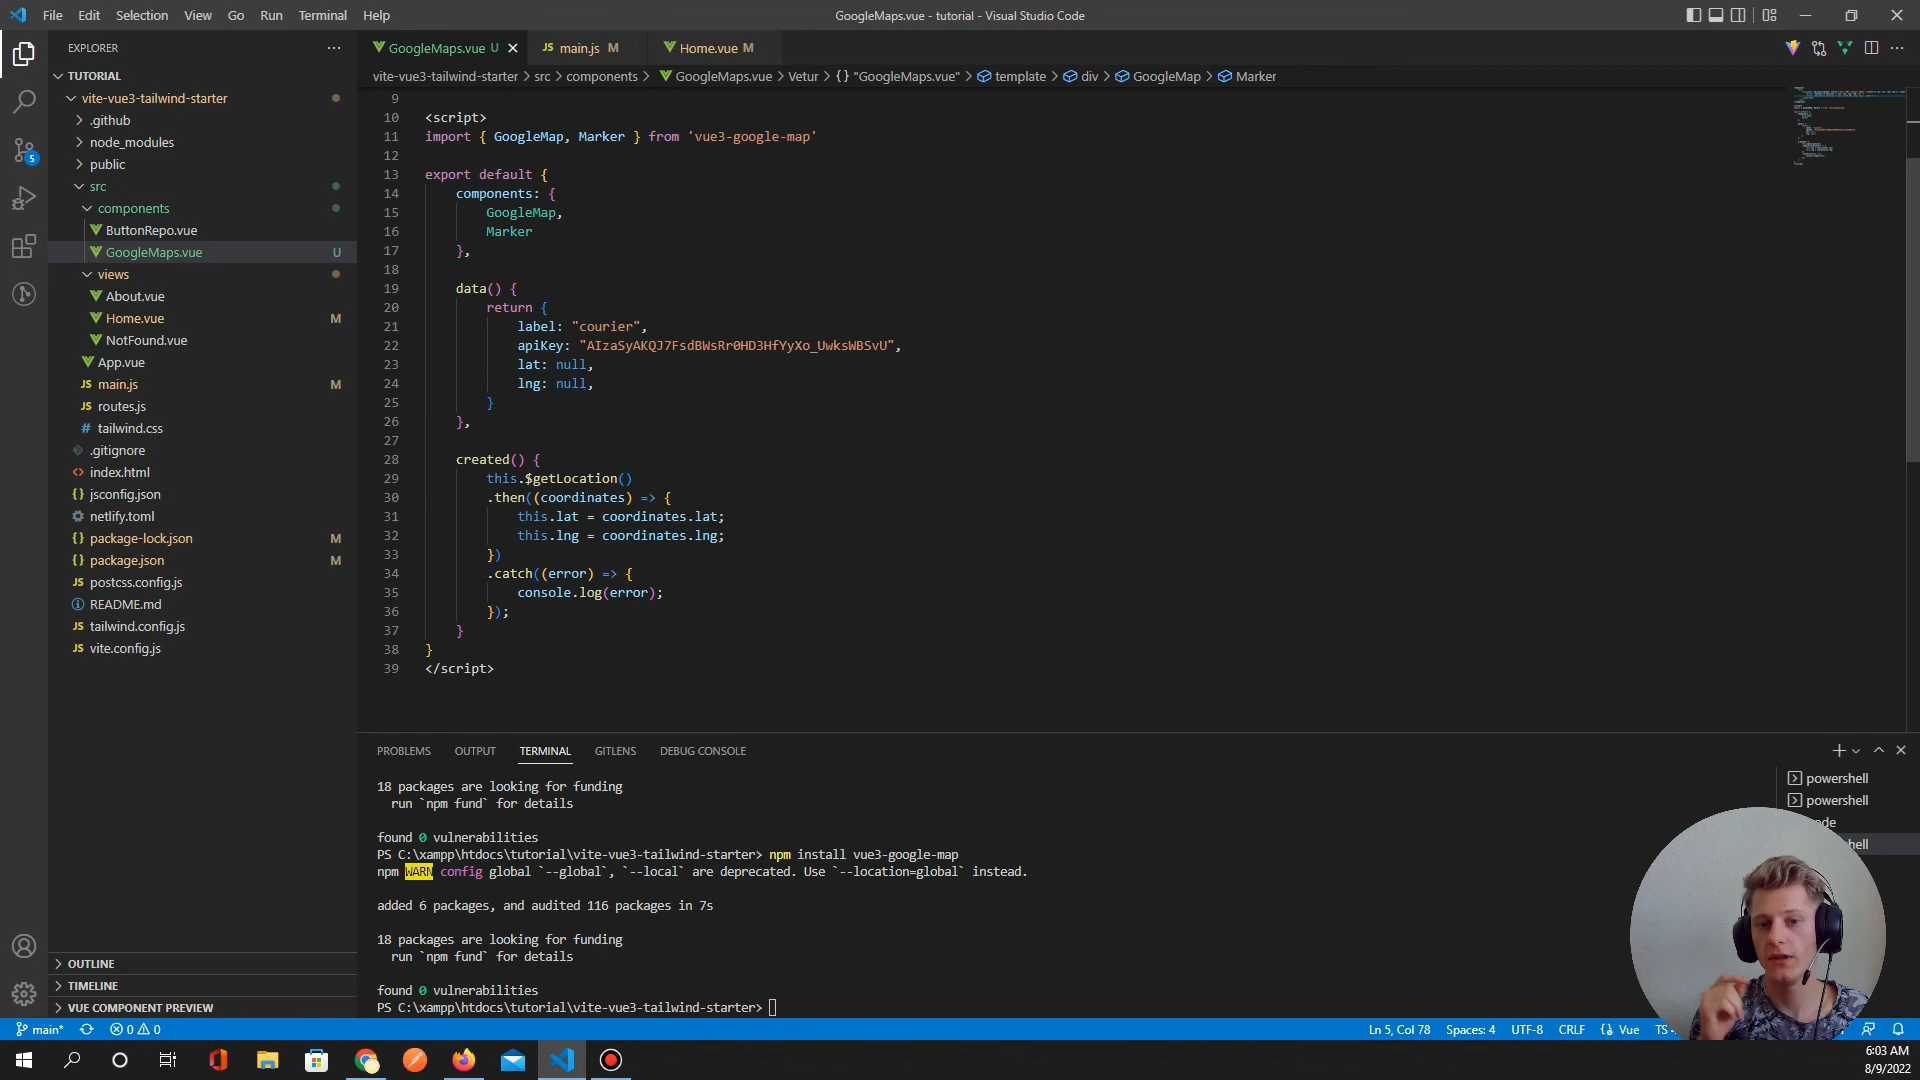 File Edit Selection View Go Run Terminal Help
GoogleMaps.vue - tutorial - Visual Studio Code
EXPLORER
TUTORIAL
vite-vue3-tailwind-starter
.github
node_modules
public
src
components
ButtonRepo.vue
GoogleMaps.vue U
views
About.vue
Home.vue M
NotFound.vue
App.vue
JS main.js M
JS routes.js
# tailwind.css
.gitignore
<> index.html
{} jsconfig.json
netlify.toml
{} package-lock.json M
{} package.json M
JS postcss.config.js
README.md
JS tailwind.config.js
JS vite.config.js
OUTLINE
TIMELINE
VUE COMPONENT PREVIEW
5
GoogleMaps.vue U JS main.js M Home.vue M
vite-vue3-tailwind-starter > src > components > GoogleMaps.vue > Vetur > {} "GoogleMaps.vue" > template > div > GoogleMap > Marker
9
10 <script>
11 import { GoogleMap, Marker } from 'vue3-google-map'
12
13 export default {
14 components: {
15 GoogleMap,
16 Marker
17 },
18
19 data() {
20 return {
21 label: "courier",
22 apiKey: "AIzaSyAKQJ7FsdBWsRr0HD3HfYyXo_UwksWBSvU",
23 lat: null,
24 lng: null,
25 }
26 },
27
28 created() {
29 this.$getLocation()
30 .then((coordinates) => {
31 this.lat = coordinates.lat;
32 this.lng = coordinates.lng;
33 })
34 .catch((error) => {
35 console.log(error);
36 });
37 }
38 }
39 </script>
PROBLEMS OUTPUT TERMINAL GITLENS DEBUG CONSOLE
18 packages are looking for funding
run `npm fund` for details
found 0 vulnerabilities
PS C:\xampp\htdocs\tutorial\vite-vue3-tailwind-starter> npm install vue3-google-map
npm WARN config global `--global`, `--local` are deprecated. Use `--location=global` instead.
added 6 packages, and audited 116 packages in 7s
18 packages are looking for funding
run `npm fund` for details
found 0 vulnerabilities
PS C:\xampp\htdocs\tutorial\vite-vue3-tailwind-starter>
powershell
powershell
main* 0 0
Ln 5, Col 78 Spaces: 4 UTF-8 CRLF Vue TS
6:03 AM
8/9/2022